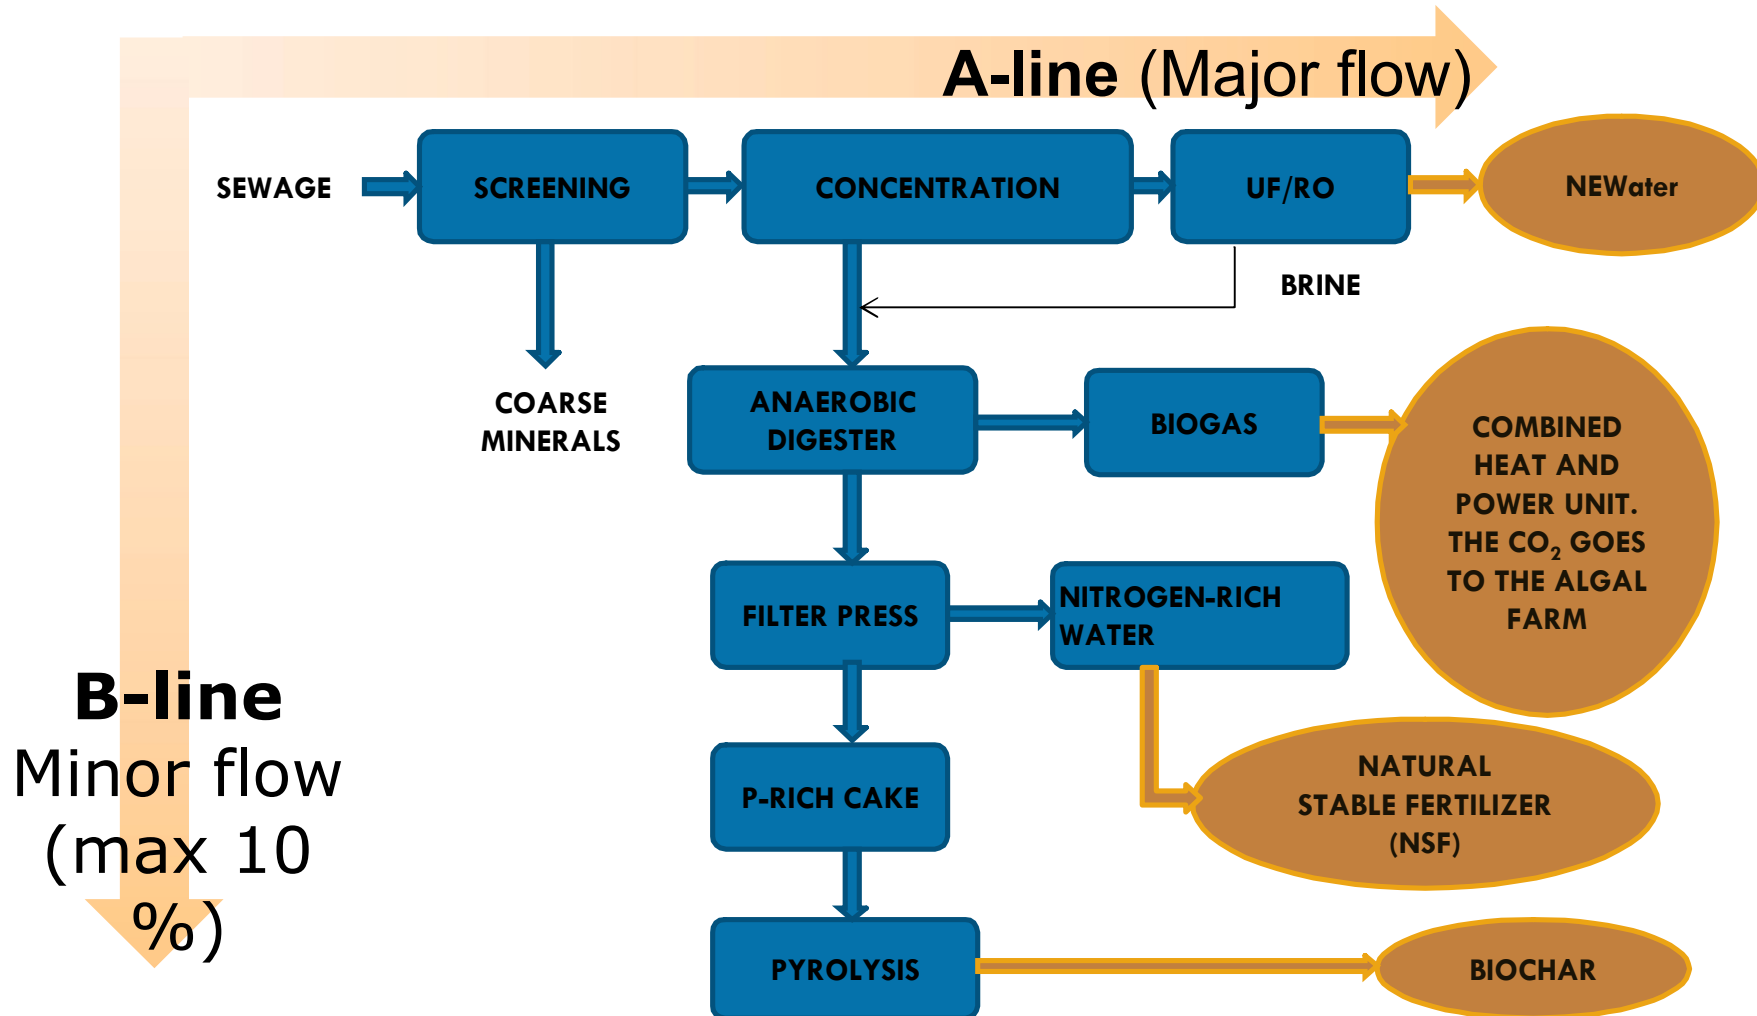 A-line (Major flow)
SEWAGE
SCREENING
CONCENTRATION
UF/RO
NEWater
BRINE
COARSE
MINERALS
ANAEROBIC
DIGESTER
BIOGAS
COMBINED
HEAT AND
POWER UNIT.
THE CO₂ GOES
TO THE ALGAL
FARM
FILTER PRESS
NITROGEN-RICH
WATER
B-line
Minor flow
(max 10
%)
P-RICH CAKE
NATURAL
STABLE FERTILIZER
(NSF)
PYROLYSIS
BIOCHAR